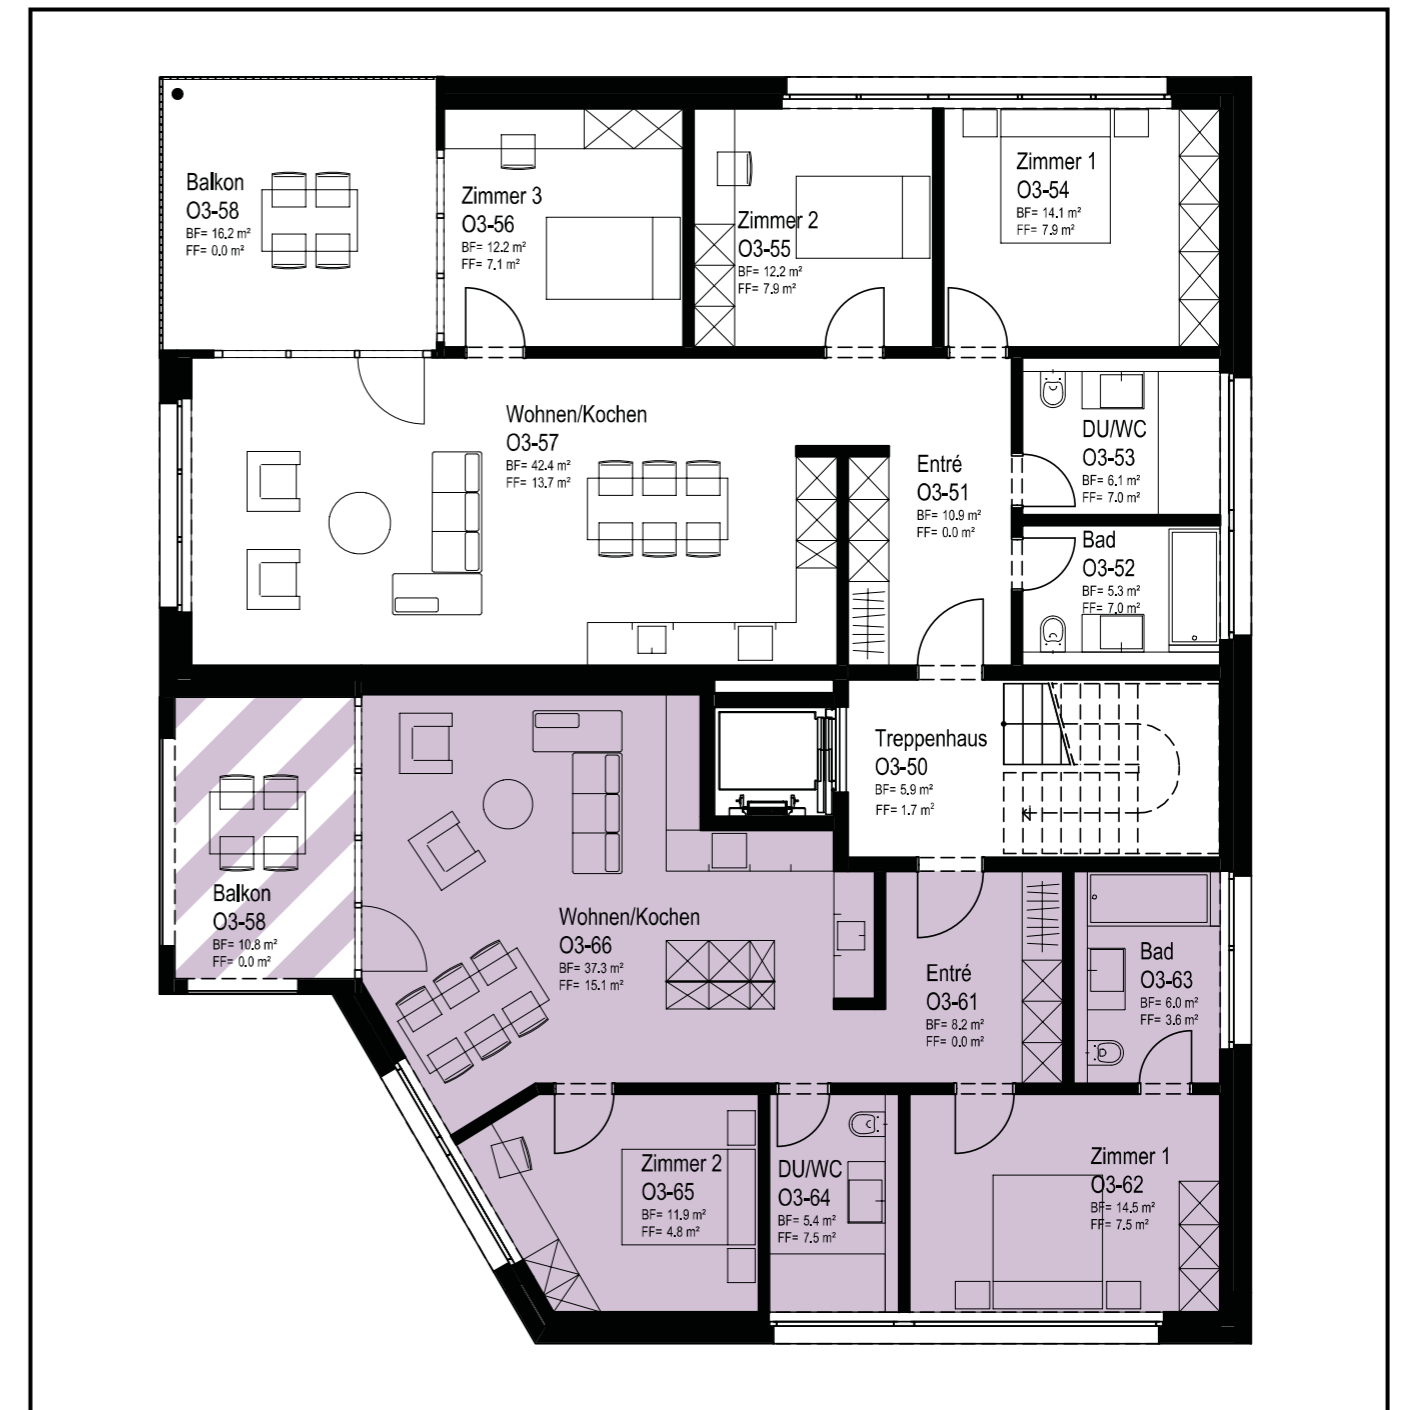 Balkon
O3-58
BF= 16.2 m²
FF= 0.0 m²
Zimmer 3
O3-56
BF= 12.2 m²
FF= 7.1 m²
Zimmer 2
O3-55
BF= 12.2 m²
FF= 7.9 m²
Zimmer 1
O3-54
BF= 14.1 m²
FF= 7.9 m²
Wohnen/Kochen
O3-57
BF= 42.4 m²
FF= 13.7 m²
Entré
O3-51
BF= 10.9 m²
FF= 0.0 m²
DU/WC
O3-53
BF= 6.1 m²
FF= 7.0 m²
Bad
O3-52
BF= 5.3 m²
FF= 7.0 m²
Treppenhaus
O3-50
BF= 5.9 m²
FF= 1.7 m²
Balkon
O3-58
BF= 10.8 m²
FF= 0.0 m²
Wohnen/Kochen
O3-66
BF= 37.3 m²
FF= 15.1 m²
Entré
O3-61
BF= 8.2 m²
FF= 0.0 m²
Bad
O3-63
BF= 6.0 m²
FF= 3.6 m²
Zimmer 2
O3-65
BF= 11.9 m²
FF= 4.8 m²
DU/WC
O3-64
BF= 5.4 m²
FF= 7.5 m²
Zimmer 1
O3-62
BF= 14.5 m²
FF= 7.5 m²